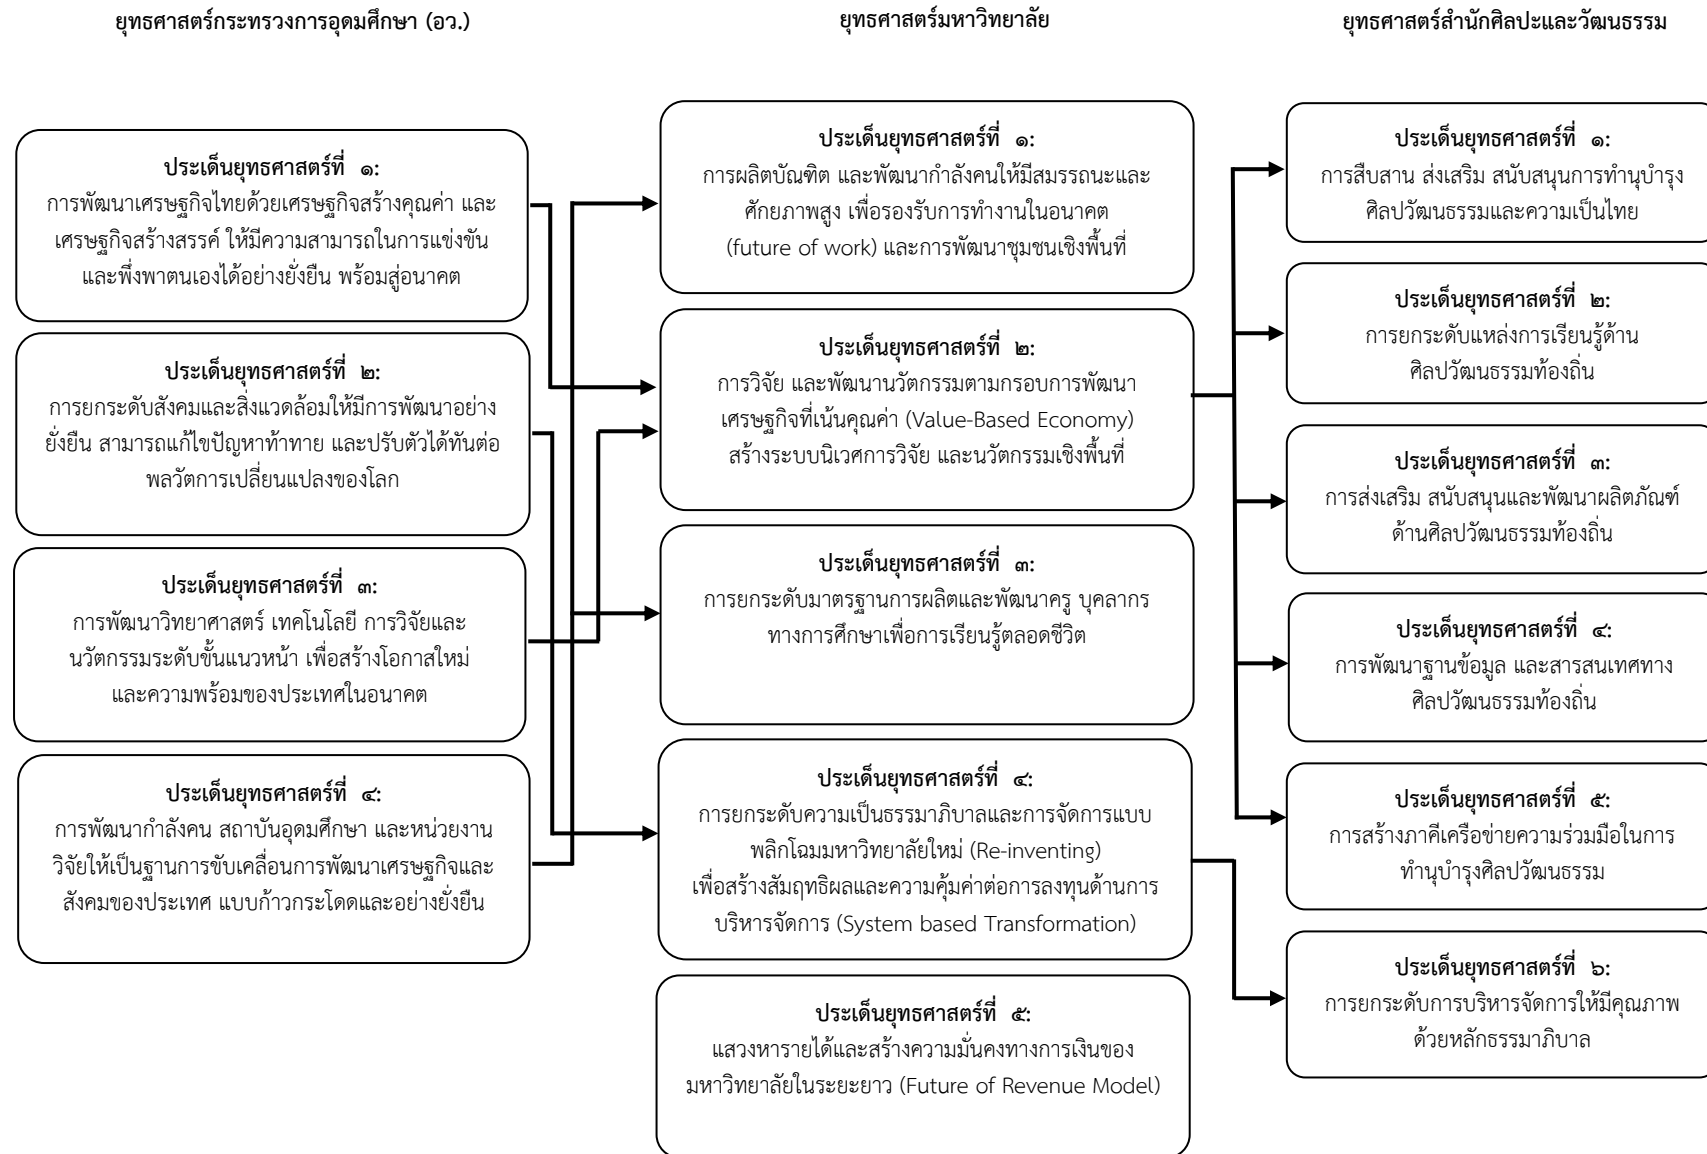 ยุทธศาสตร์กระทรวงการอุดมศึกษา (อว.)
ยุทธศาสตร์มหาวิทยาลัย
ยุทธศาสตร์สำนักศิลปะและวัฒนธรรม
ประเด็นยุทธศาสตร์ที่ ๑:
การพัฒนาเศรษฐกิจไทยด้วยเศรษฐกิจสร้างคุณค่า และ
เศรษฐกิจสร้างสรรค์ ให้มีความสามารถในการแข่งขัน
และพึ่งพาตนเองได้อย่างยั่งยืน พร้อมสู่อนาคต
ประเด็นยุทธศาสตร์ที่ ๒:
การยกระดับสังคมและสิ่งแวดล้อมให้มีการพัฒนาอย่าง
ยั่งยืน สามารถแก้ไขปัญหาท้าทาย และปรับตัวได้ทันต่อ
พลวัตการเปลี่ยนแปลงของโลก
ประเด็นยุทธศาสตร์ที่ ๓:
การพัฒนาวิทยาศาสตร์ เทคโนโลยี การวิจัยและ
นวัตกรรมระดับขั้นแนวหน้า เพื่อสร้างโอกาสใหม่
และความพร้อมของประเทศในอนาคต
ประเด็นยุทธศาสตร์ที่ ๔:
การพัฒนากำลังคน สถาบันอุดมศึกษา และหน่วยงาน
วิจัยให้เป็นฐานการขับเคลื่อนการพัฒนาเศรษฐกิจและ
สังคมของประเทศ แบบก้าวกระโดดและอย่างยั่งยืน
ประเด็นยุทธศาสตร์ที่ ๑:
การผลิตบัณฑิต และพัฒนากำลังคนให้มีสมรรถนะและ
ศักยภาพสูง เพื่อรองรับการทำงานในอนาคต
(future of work) และการพัฒนาชุมชนเชิงพื้นที่
ประเด็นยุทธศาสตร์ที่ ๒:
การวิจัย และพัฒนานวัตกรรมตามกรอบการพัฒนา
เศรษฐกิจที่เน้นคุณค่า (Value-Based Economy)
สร้างระบบนิเวศการวิจัย และนวัตกรรมเชิงพื้นที่
ประเด็นยุทธศาสตร์ที่ ๓:
การยกระดับมาตรฐานการผลิตและพัฒนาครู บุคลากร
ทางการศึกษาเพื่อการเรียนรู้ตลอดชีวิต
ประเด็นยุทธศาสตร์ที่ ๔:
การยกระดับความเป็นธรรมาภิบาลและการจัดการแบบ
พลิกโฉมมหาวิทยาลัยใหม่ (Re-inventing)
เพื่อสร้างสัมฤทธิผลและความคุ้มค่าต่อการลงทุนด้านการ
บริหารจัดการ (System based Transformation)
ประเด็นยุทธศาสตร์ที่ ๕:
แสวงหารายได้และสร้างความมั่นคงทางการเงินของ
มหาวิทยาลัยในระยะยาว (Future of Revenue Model)
ประเด็นยุทธศาสตร์ที่ ๑:
การสืบสาน ส่งเสริม สนับสนุนการทำนุบำรุง
ศิลปวัฒนธรรมและความเป็นไทย
ประเด็นยุทธศาสตร์ที่ ๒:
การยกระดับแหล่งการเรียนรู้ด้าน
ศิลปวัฒนธรรมท้องถิ่น
ประเด็นยุทธศาสตร์ที่ ๓:
การส่งเสริม สนับสนุนและพัฒนาผลิตภัณฑ์
ด้านศิลปวัฒนธรรมท้องถิ่น
ประเด็นยุทธศาสตร์ที่ ๔:
การพัฒนาฐานข้อมูล และสารสนเทศทาง
ศิลปวัฒนธรรมท้องถิ่น
ประเด็นยุทธศาสตร์ที่ ๕:
การสร้างภาคีเครือข่ายความร่วมมือในการ
ทำนุบำรุงศิลปวัฒนธรรม
ประเด็นยุทธศาสตร์ที่ ๖:
การยกระดับการบริหารจัดการให้มีคุณภาพ
ด้วยหลักธรรมาภิบาล